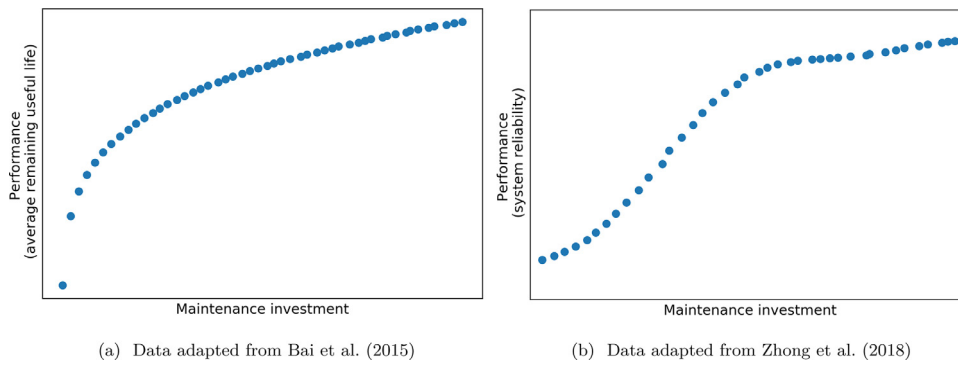 Performance
(average remaining useful life)
Maintenance investment
(a) Data adapted from Bai et al. (2015)
Performance
(system reliability)
Maintenance investment
(b) Data adapted from Zhong et al. (2018)